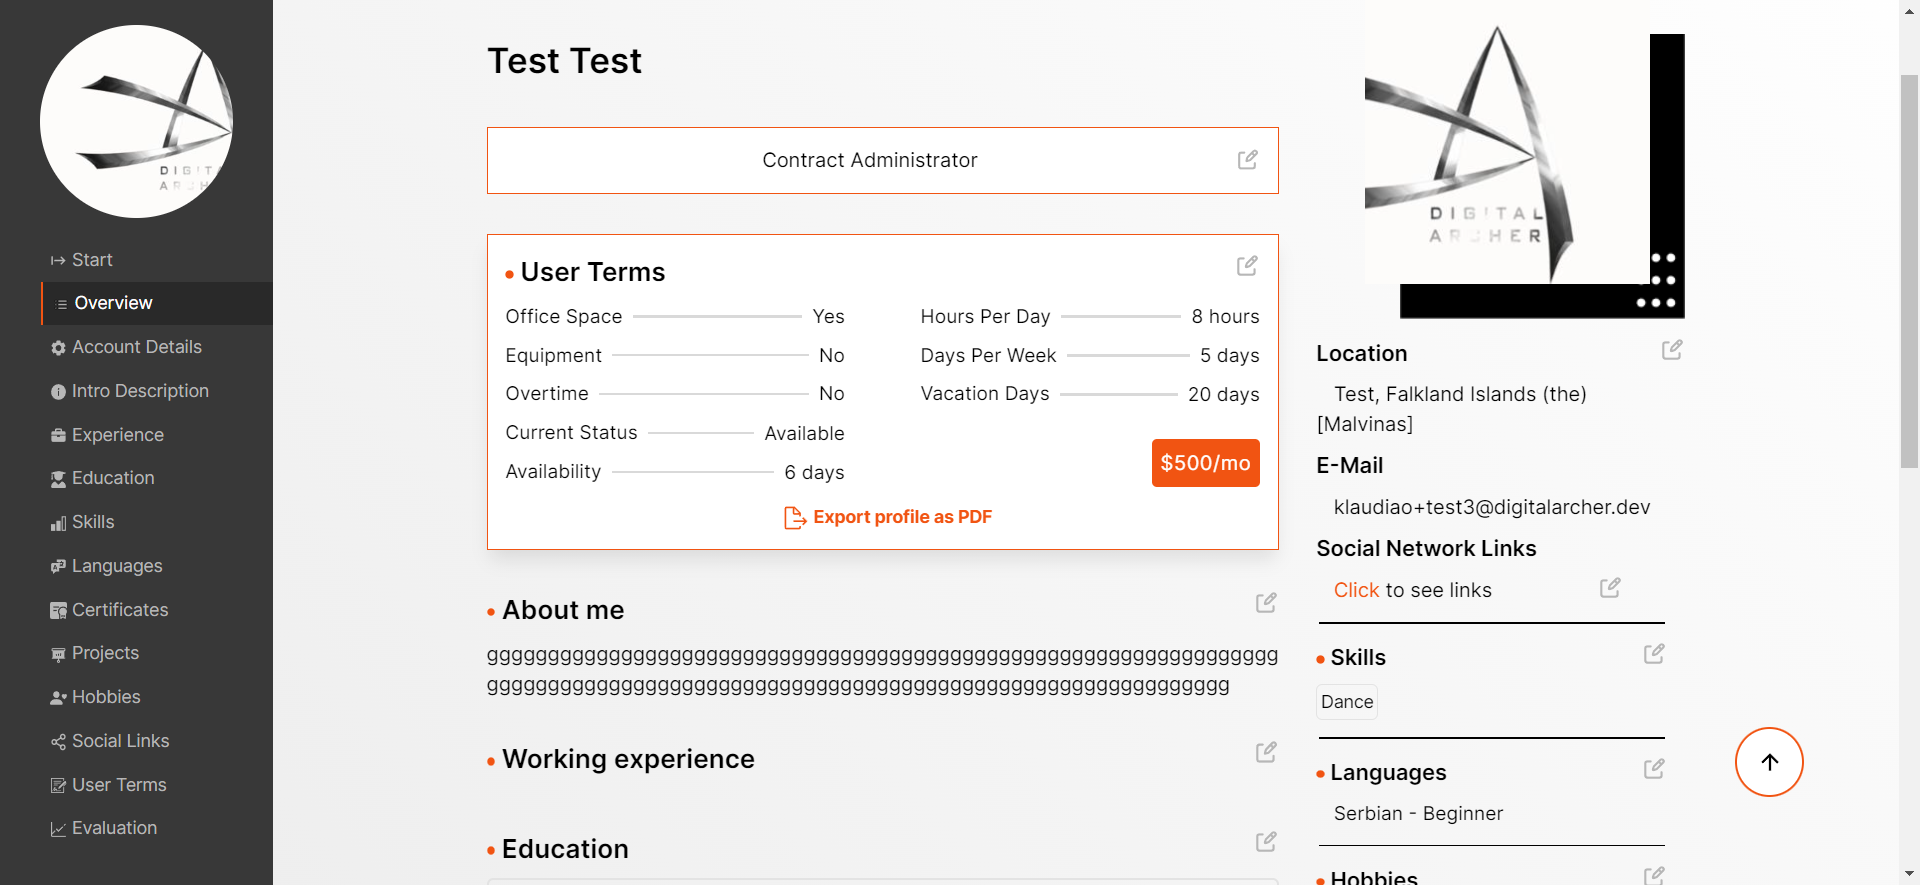 DIGIT
ARCHE
Start
Overview
Account Details
Intro Description
Experience
Education
Skills
Languages
Certificates
Projects
Hobbies
Social Links
User Terms
Evaluation
Test Test
Contract Administrator
User Terms
Office Space Yes
Equipment No
Overtime No
Current Status Available
Availability 6 days
Hours Per Day 8 hours
Days Per Week 5 days
Vacation Days 20 days
$500/mo
Export profile as PDF
About me
Working experience
Education
DIGITAL
ARCHER
Location
Test, Falkland Islands (the)
[Malvinas]
E-Mail
klaudiao+test3@digitalarcher.dev
Social Network Links
Click to see links
Skills
Dance
Languages
Serbian - Beginner
Hobbies